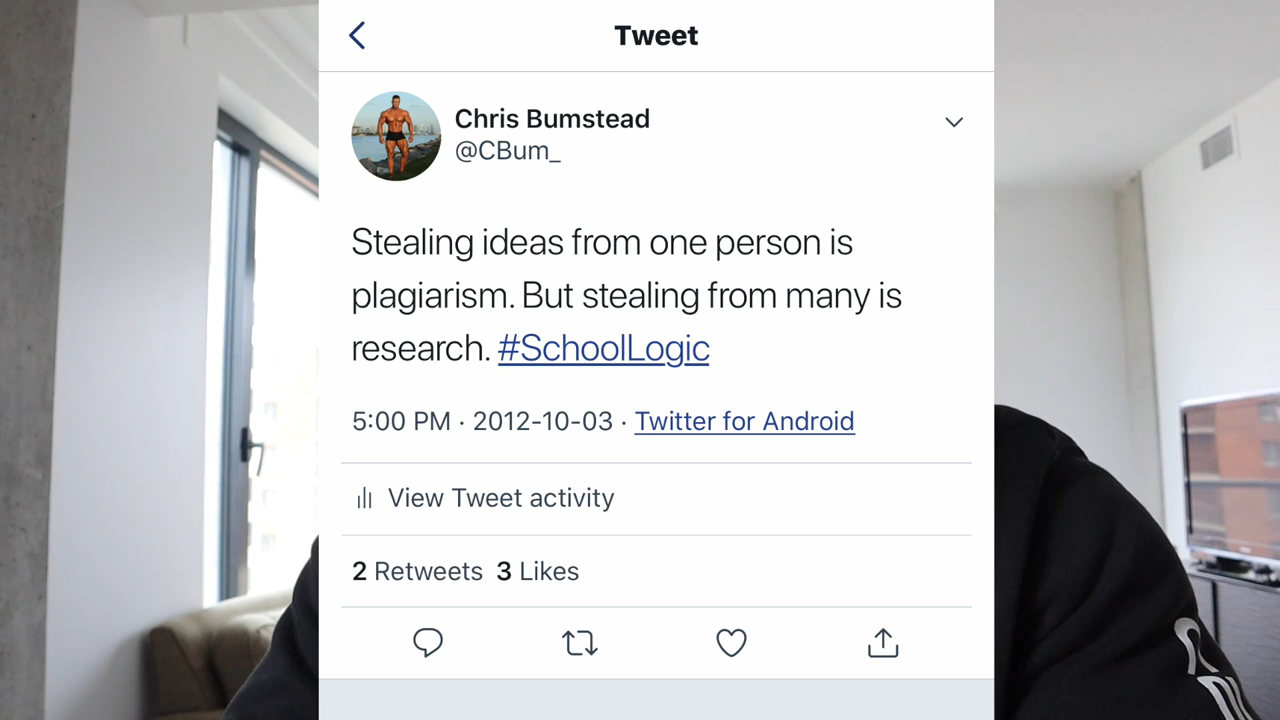 Tweet
Chris Bumstead
@CBum_
Stealing ideas from one person is
plagiarism. But stealing from many is
research. #SchoolLogic
5:00 PM · 2012-10-03 · Twitter for Android
View Tweet activity
2 Retweets 3 Likes